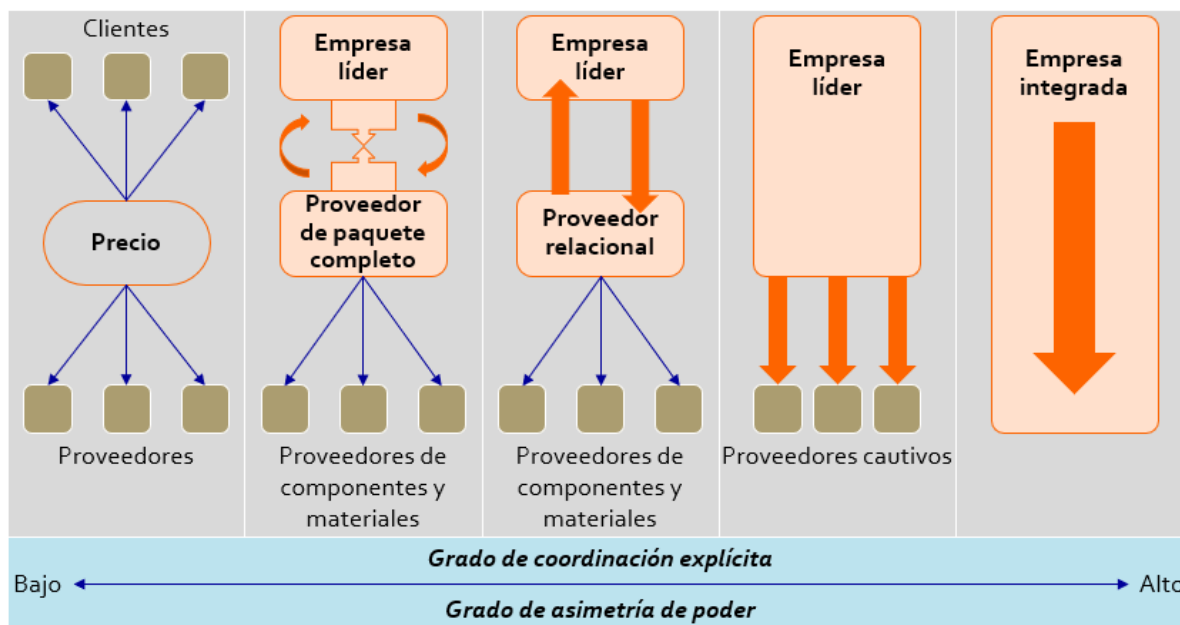 Clientes
Precio
Proveedores
Empresa
líder
Proveedor
de paquete
completo
Proveedores de
componentes y
materiales
Empresa
líder
Proveedor
relacional
Proveedores de
componentes y
materiales
Empresa
líder
Proveedores cautivos
Empresa
integrada
Grado de coordinación explícita
Bajo
Alto
Grado de asimetría de poder